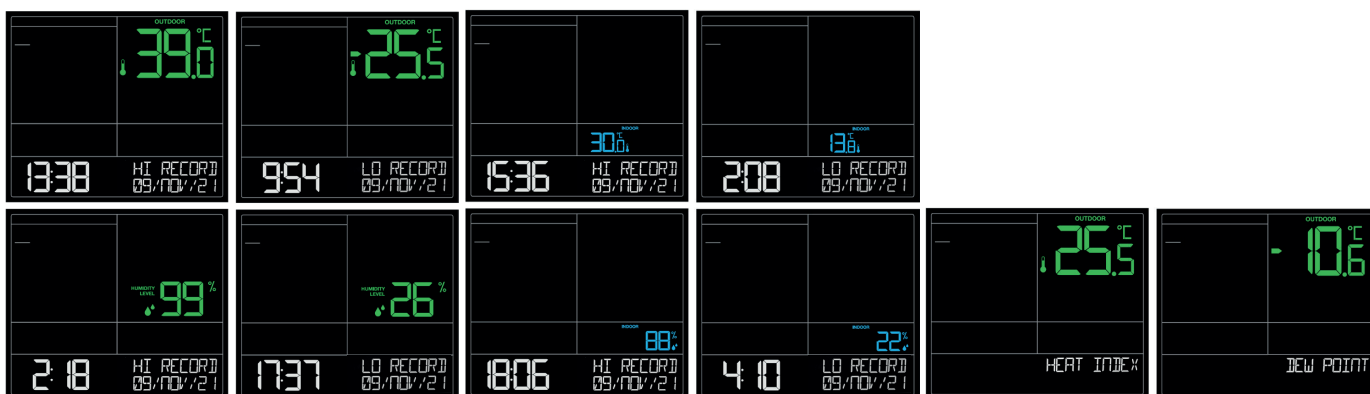 OUTDOOR
39.0 °C
13:38
HI RECORD
09/NOV/'21
OUTDOOR
25.5 °C
9:54
LO RECORD
09/NOV/'21
INDOOR
30.0 °C
15:36
HI RECORD
09/NOV/'21
INDOOR
13.8 °C
2:08
LO RECORD
09/NOV/'21
HUMIDITY
LEVEL
99 %
2:18
HI RECORD
09/NOV/'21
HUMIDITY
LEVEL
26 %
17:37
LO RECORD
09/NOV/'21
INDOOR
88 %
18:06
HI RECORD
09/NOV/'21
INDOOR
22 %
4:10
LO RECORD
09/NOV/'21
OUTDOOR
25.5 °C
HEAT INDEX
OUTDOOR
10.6 °C
DEW POINT